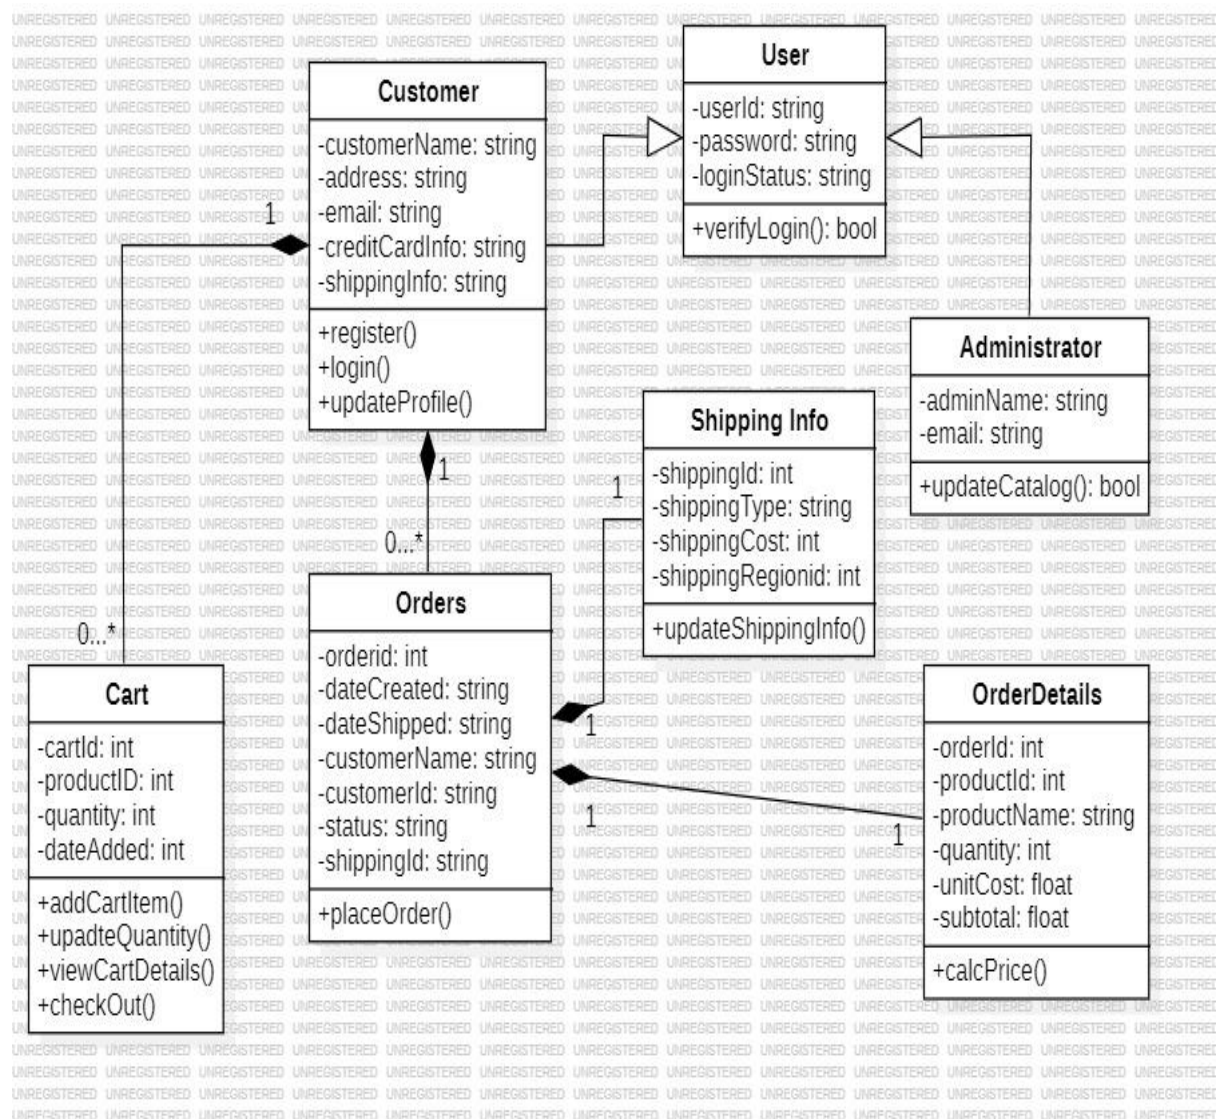 User
-userId: string
-password: string
-loginStatus: string
+verifyLogin(): bool
Customer
-customerName: string
-address: string
-email: string
-creditCardInfo: string
-shippingInfo: string
+register()
+login()
+updateProfile()
1
0...*
1
0...*
Administrator
-adminName: string
-email: string
+updateCatalog(): bool
Shipping Info
-shippingId: int
-shippingType: string
-shippingCost: int
-shippingRegionid: int
+updateShippingInfo()
1
1
Orders
-orderid: int
-dateCreated: string
-dateShipped: string
-customerName: string
-customerId: string
-status: string
-shippingId: string
+placeOrder()
1
1
Cart
-cartId: int
-productID: int
-quantity: int
-dateAdded: int
+addCartItem()
+upadteQuantity()
+viewCartDetails()
+checkOut()
OrderDetails
-orderId: int
-productId: int
-productName: string
-quantity: int
-unitCost: float
-subtotal: float
+calcPrice()
UNREGISTERED